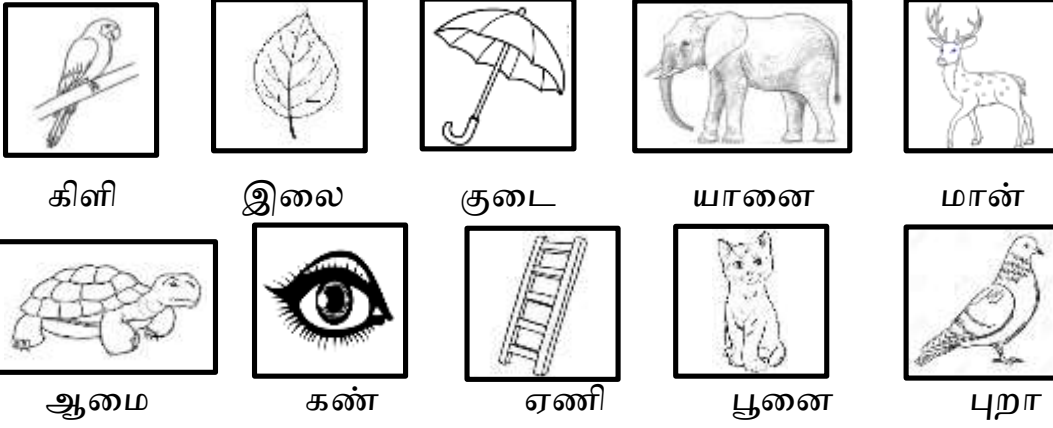 கிளி இலை குடை யானை மான்
ஆமை கண் ஏணி பூனை புறா